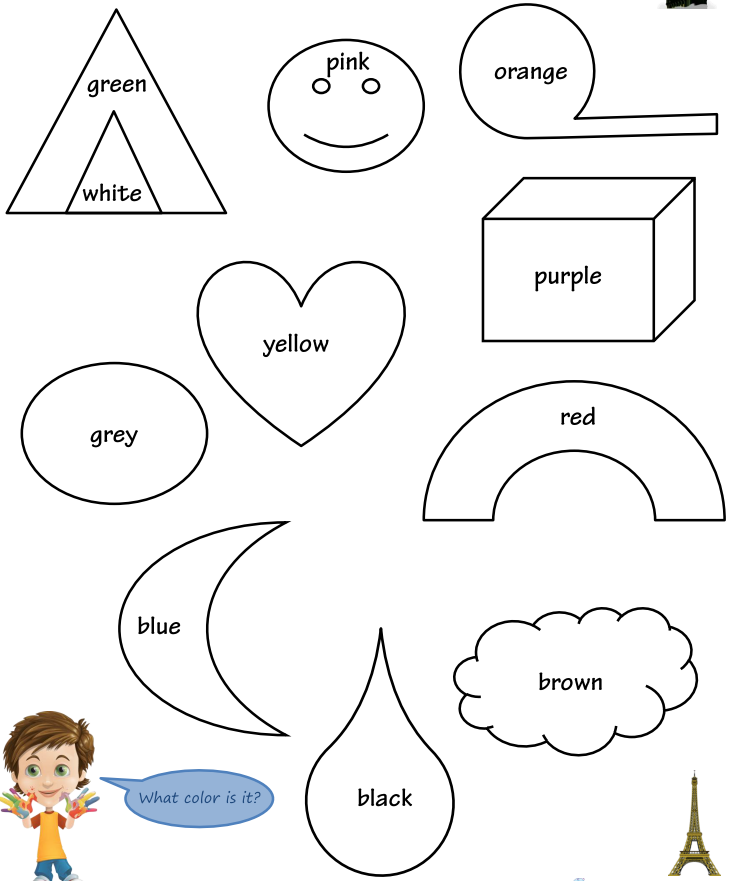 pink
orange
green
white
purple
yellow
red
grey
blue
brown
What color is it?
black